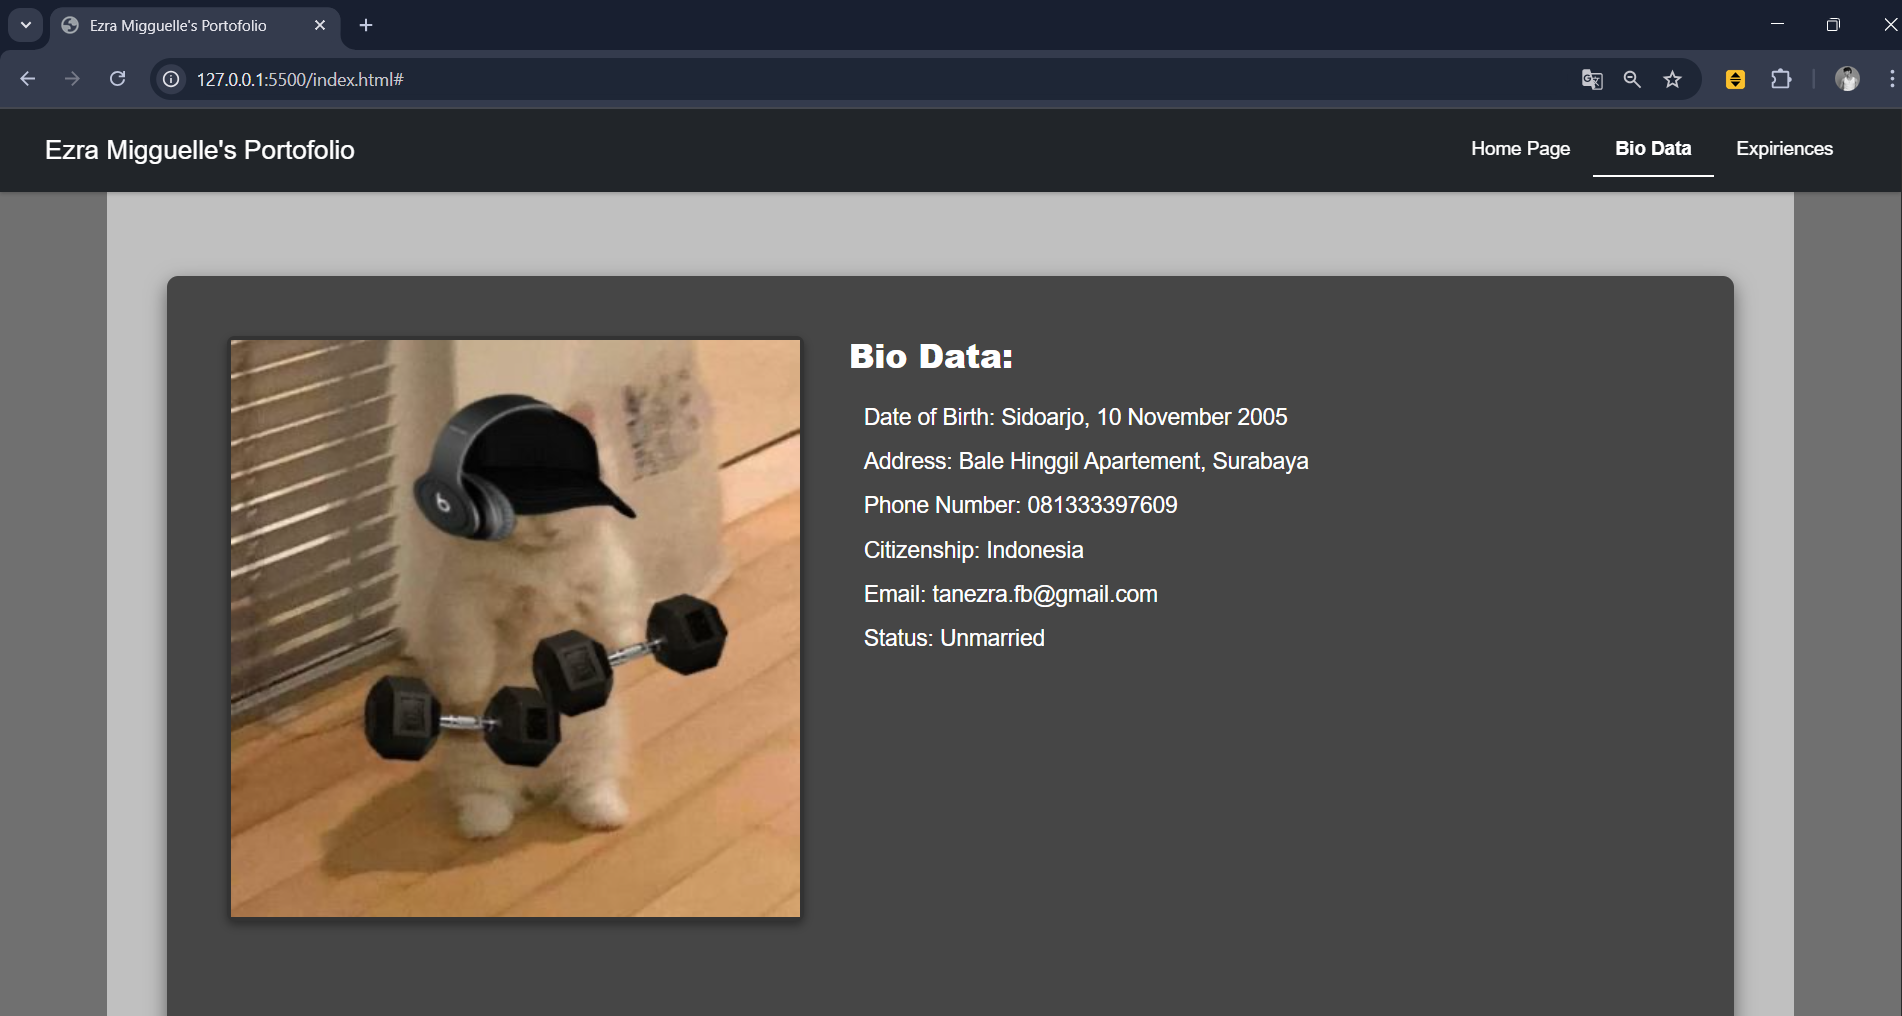 Ezra Migguelle's Portofolio
127.0.0.1:5500/index.html#
Ezra Migguelle's Portofolio
Home Page
Bio Data
Expiriences
Bio Data:
Date of Birth: Sidoarjo, 10 November 2005
Address: Bale Hinggil Apartement, Surabaya
Phone Number: 081333397609
Citizenship: Indonesia
Email: tanezra.fb@gmail.com
Status: Unmarried